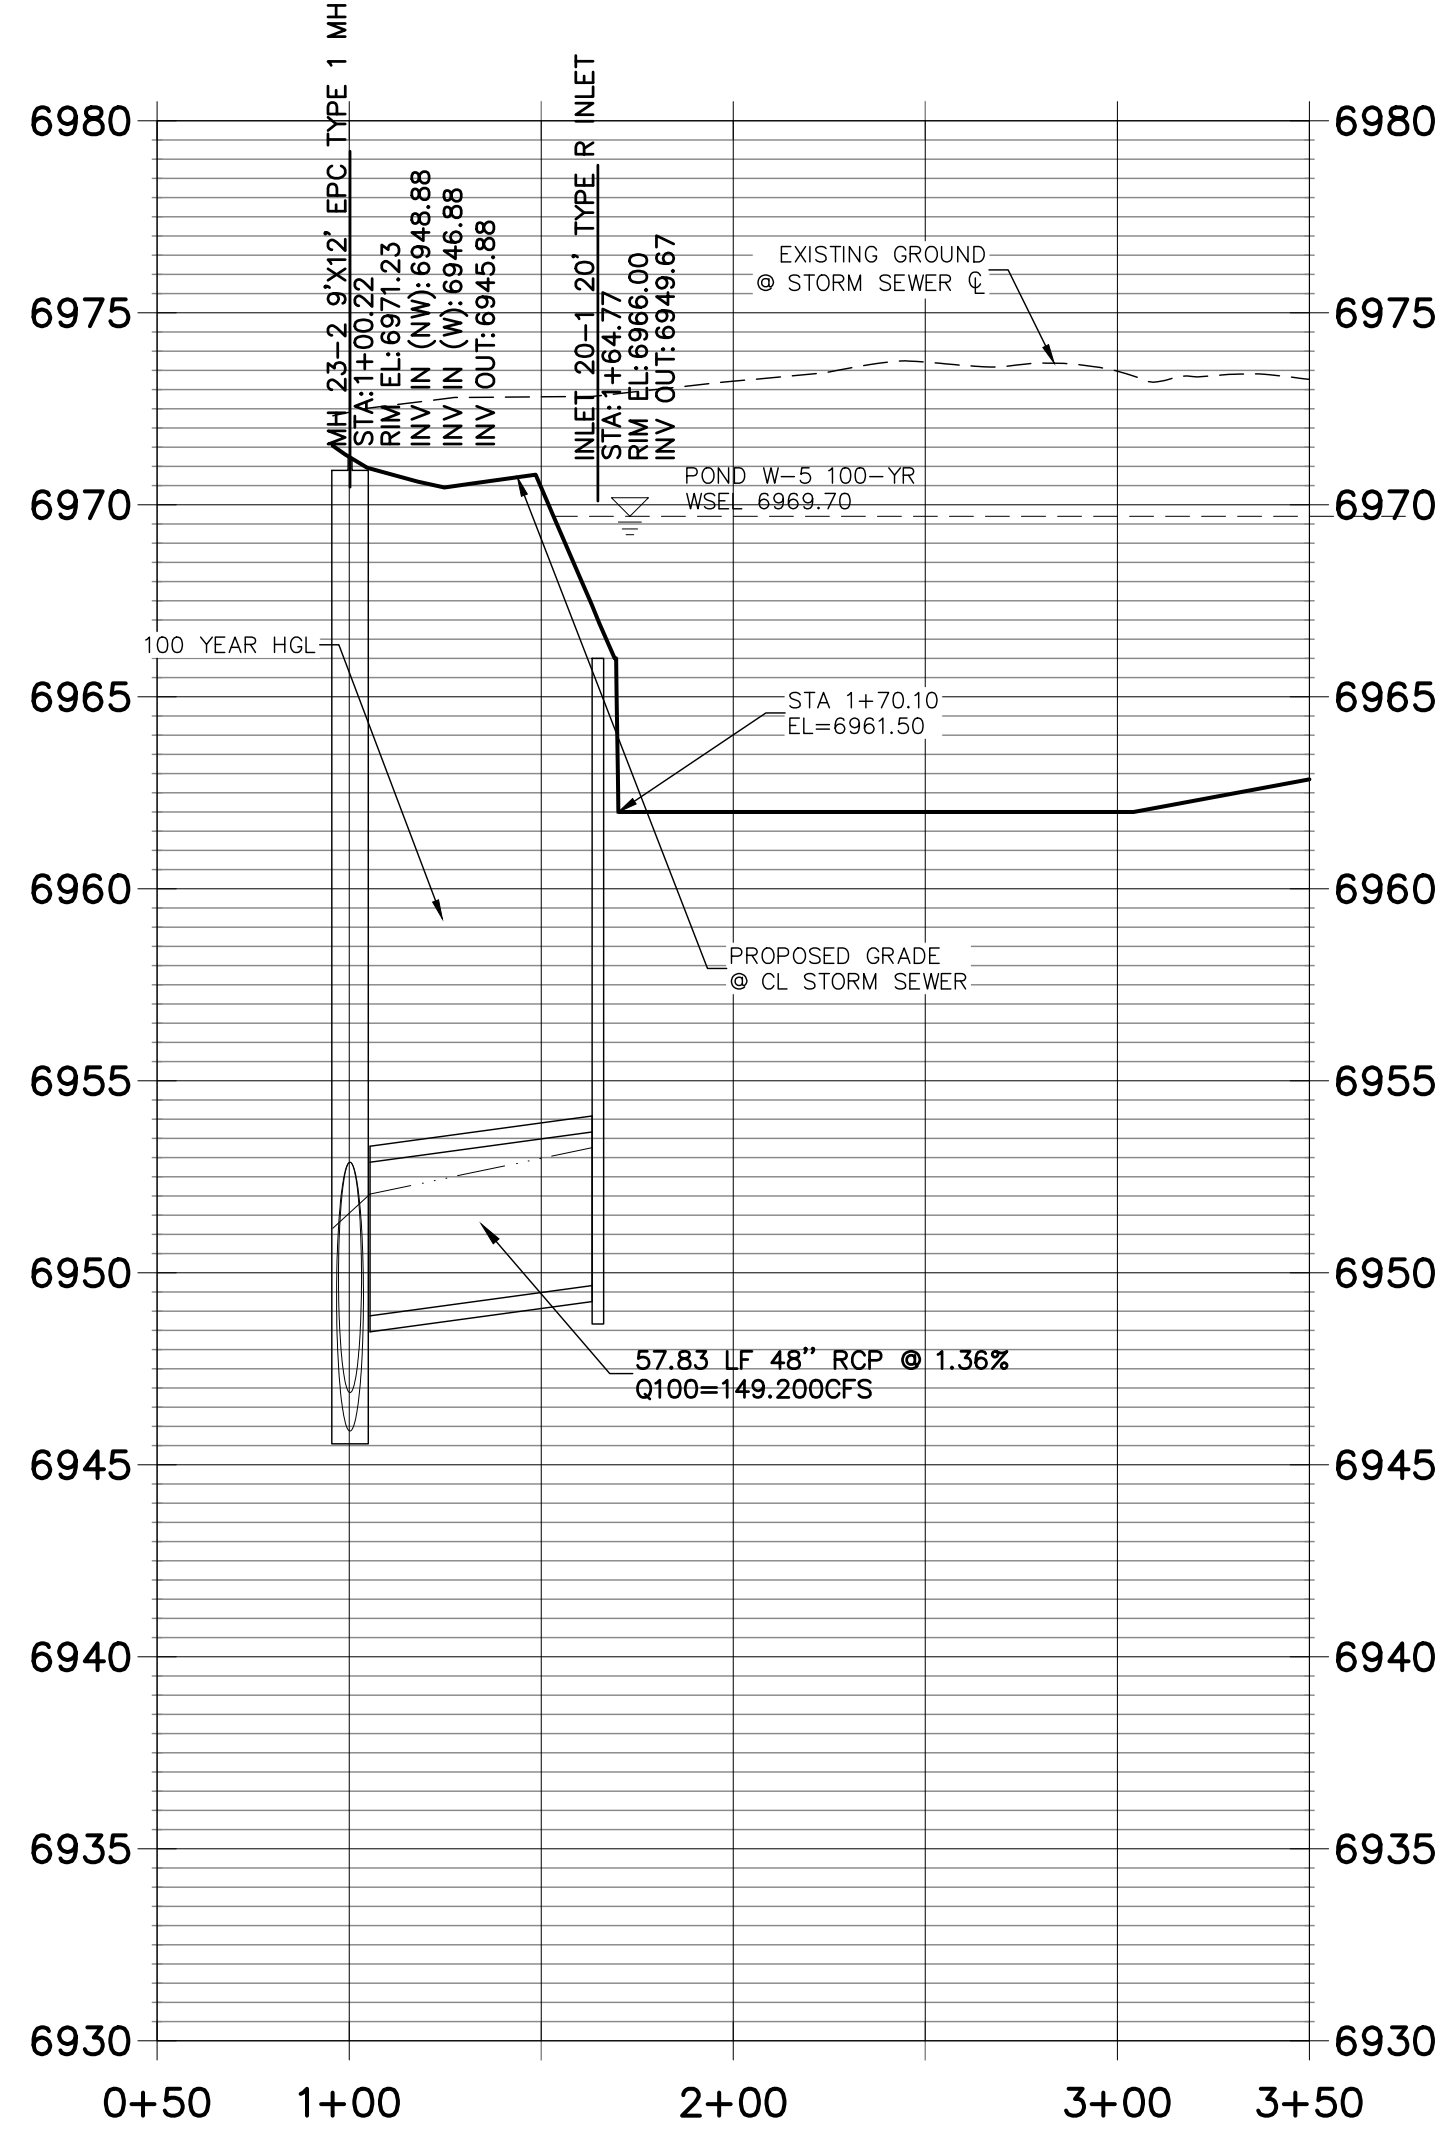 MH 23-2 9'X12' EPC TYPE 1 MH
STA:1+00.22
RIM EL:6971.23
INV IN (NW):6948.88
INV IN (W):6946.88
INV OUT:6945.88
INLET 20-1 20' TYPE R INLET
STA:1+64.77
RIM EL:6966.00
INV OUT:6949.67
EXISTING GROUND
@ STORM SEWER ℄
POND W-5 100-YR
WSEL 6969.70
100 YEAR HGL
STA 1+70.10
EL=6961.50
PROPOSED GRADE
@ CL STORM SEWER
57.83 LF 48" RCP @ 1.36%
Q100=149.200CFS
6980 6980
6975 6975
6970 6970
6965 6965
6960 6960
6955 6955
6950 6950
6945 6945
6940 6940
6935 6935
6930 6930
0+50 1+00 2+00 3+00 3+50